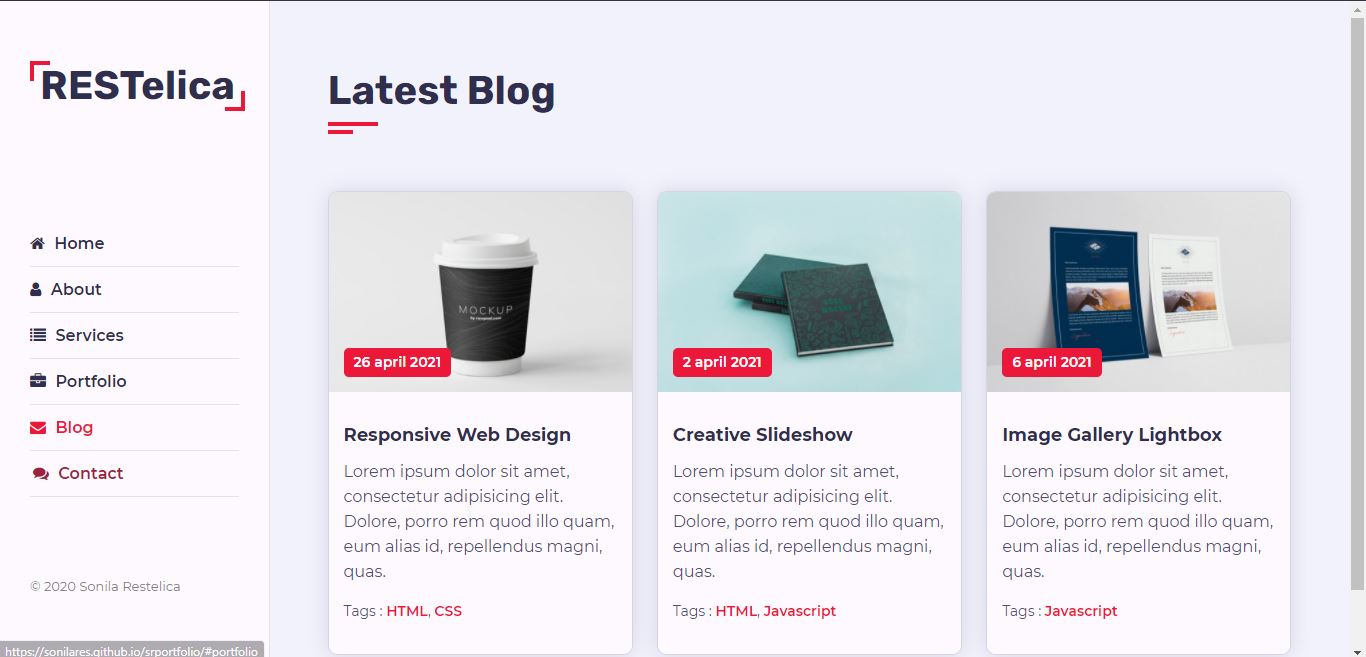 RESTelica
Home
About
Services
Portfolio
Blog
Contact
© 2020 Sonila Restelica
https://sonilares.github.io/srportfolio/#portfolio
Latest Blog
MOCKUP
26 april 2021
Responsive Web Design
Lorem ipsum dolor sit amet,
consectetur adipisicing elit.
Dolore, porro rem quod illo quam,
eum alias id, repellendus magni,
quas.
Tags : HTML, CSS
2 april 2021
Creative Slideshow
Lorem ipsum dolor sit amet,
consectetur adipisicing elit.
Dolore, porro rem quod illo quam,
eum alias id, repellendus magni,
quas.
Tags : HTML, Javascript
6 april 2021
Image Gallery Lightbox
Lorem ipsum dolor sit amet,
consectetur adipisicing elit.
Dolore, porro rem quod illo quam,
eum alias id, repellendus magni,
quas.
Tags : Javascript